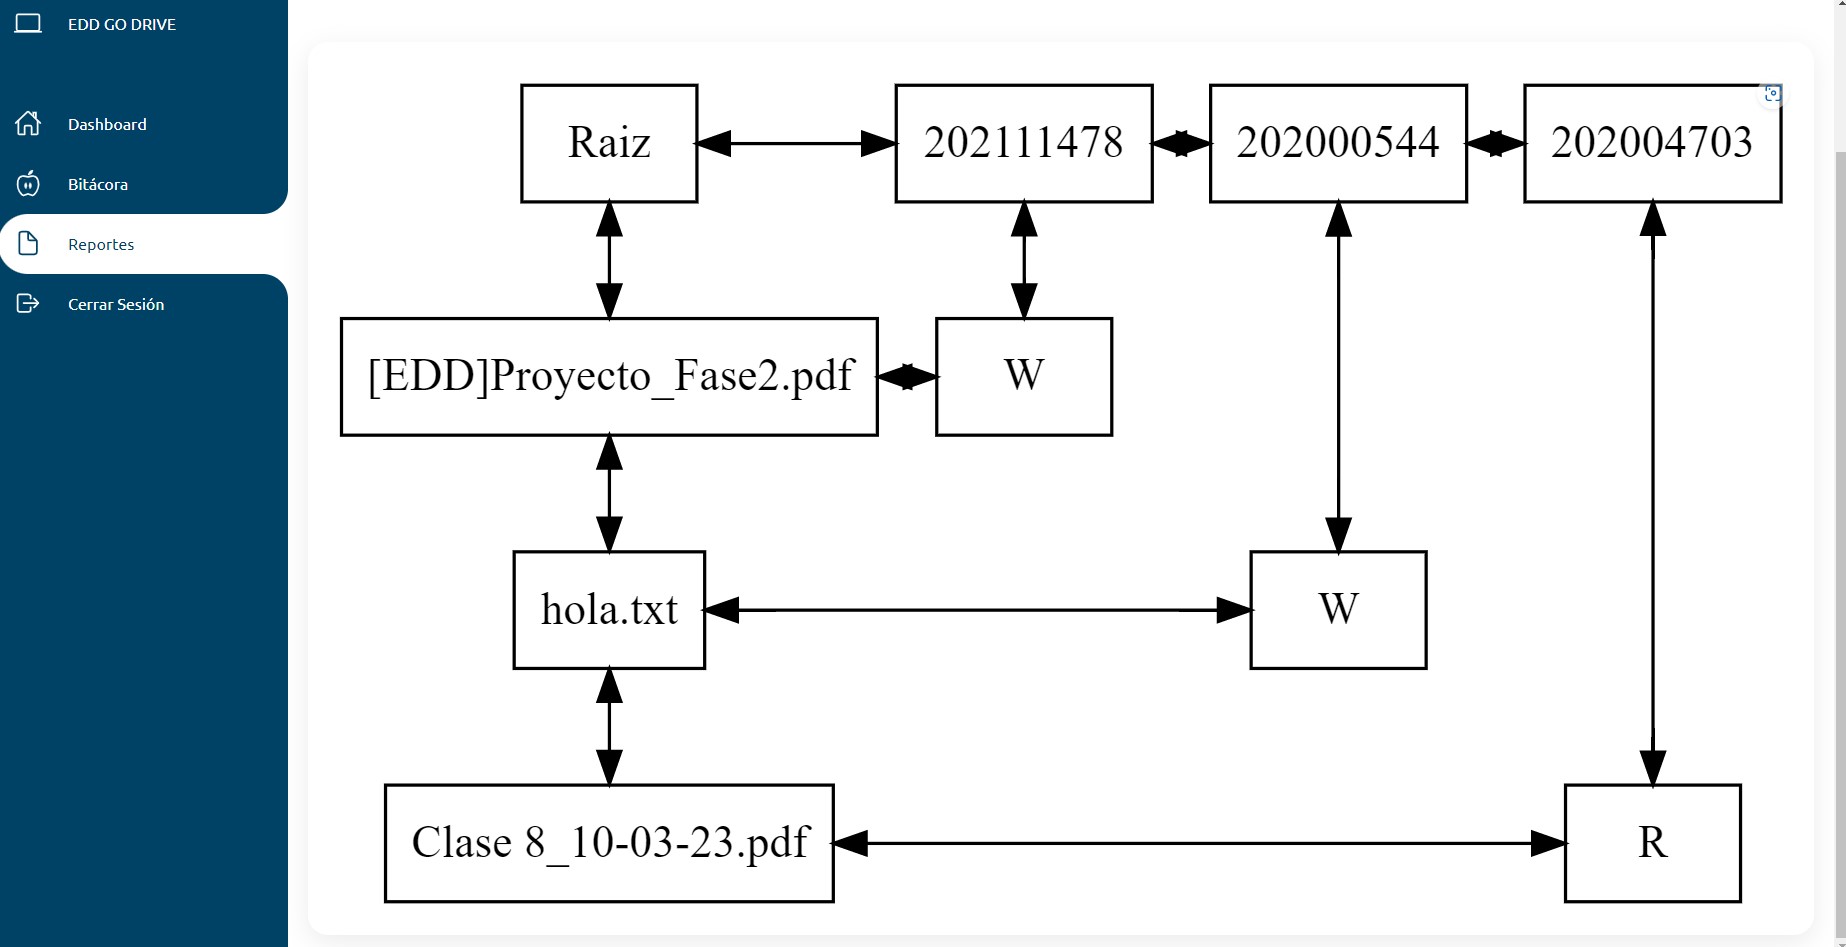 EDD GO DRIVE
Dashboard
Bitácora
Reportes
Cerrar Sesión
Raiz
202111478
202000544
202004703
[EDD]Proyecto_Fase2.pdf
W
hola.txt
W
Clase 8_10-03-23.pdf
R